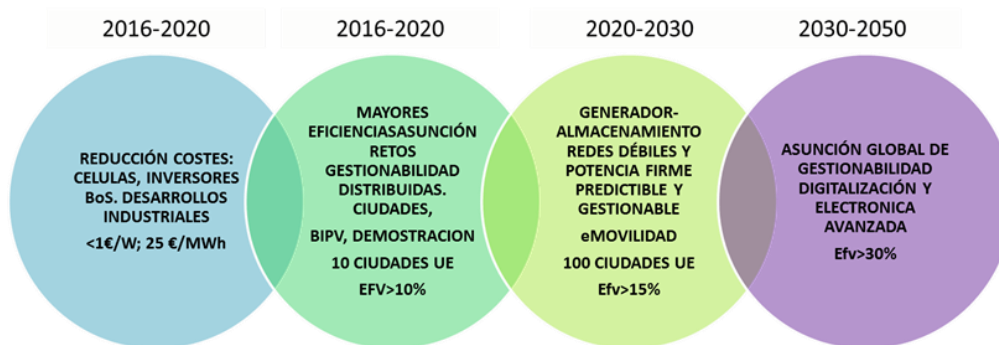 2016-2020
2016-2020
2020-2030
2030-2050
REDUCCIÓN COSTES:
CELULAS, INVERSORES
BoS. DESARROLLOS
INDUSTRIALES
<1€/W; 25 €/MWh
MAYORES
EFICIENCIASASUNCIÓN
RETOS
GESTIONABILIDAD
DISTRIBUIDAS.
CIUDADES,
BIPV, DEMOSTRACION
10 CIUDADES UE
EFV>10%
GENERADOR-
ALMACENAMIENTO
REDES DÉBILES Y
POTENCIA FIRME
PREDICTIBLE Y
GESTIONABLE
eMOVILIDAD
100 CIUDADES UE
Efv>15%
ASUNCIÓN GLOBAL DE
GESTIONABILIDAD
DIGITALIZACIÓN Y
ELECTRONICA
AVANZADA
Efv>30%